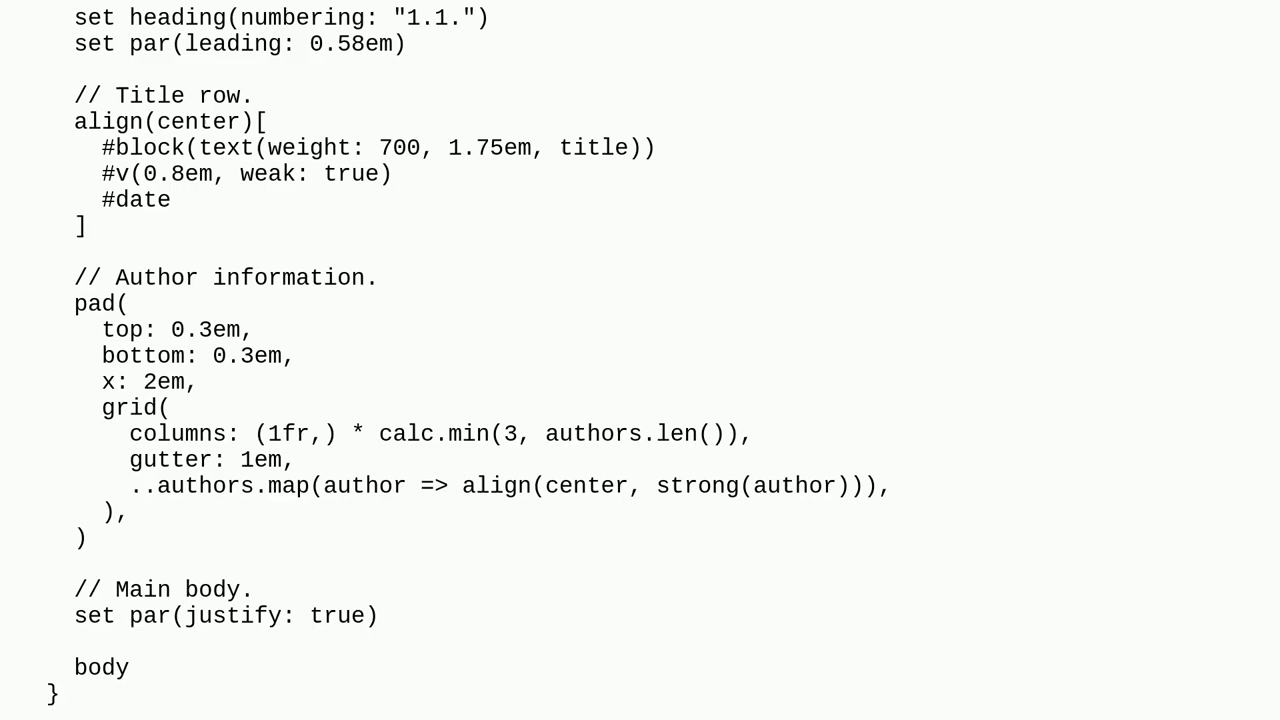 set heading(numbering: "1.1.")
set par(leading: 0.58em)

// Title row.
align(center)[
  #block(text(weight: 700, 1.75em, title))
  #v(0.8em, weak: true)
  #date
]

// Author information.
pad(
  top: 0.3em,
  bottom: 0.3em,
  x: 2em,
  grid(
    columns: (1fr,) * calc.min(3, authors.len()),
    gutter: 1em,
    ..authors.map(author => align(center, strong(author))),
  ),
)

// Main body.
set par(justify: true)

body
}